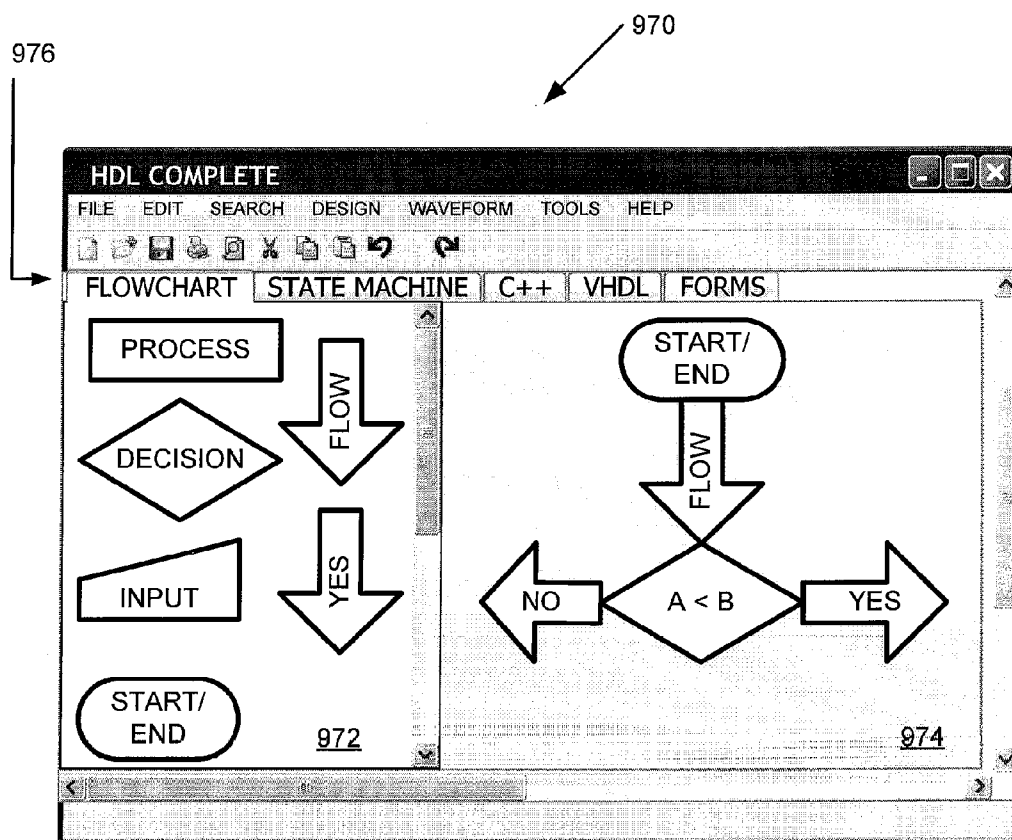 970
976
HDL COMPLETE
FILE EDIT SEARCH DESIGN WAVEFORM TOOLS HELP
FLOWCHART STATE MACHINE C++ VHDL FORMS
PROCESS
FLOW
DECISION
YES
INPUT
START/
END
972
START/
END
FLOW
NO
A < B
YES
974